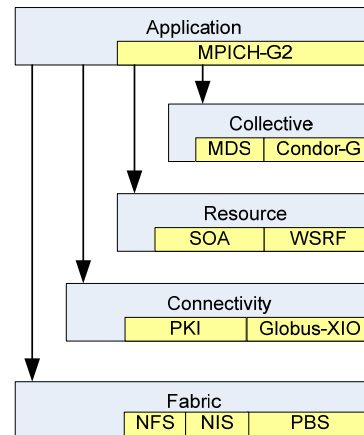 Application
MPICH-G2
Collective
MDS Condor-G
Resource
SOA WSRF
Connectivity
PKI Globus-XIO
Fabric
NFS NIS PBS